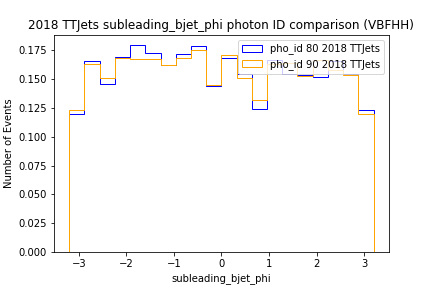 2018 TTJets subleading_bjet_phi photon ID comparison (VBFHH)
pho_id 80 2018 TTJets
pho_id 90 2018 TTJets
Number of Events
0.175
0.150
0.125
0.100
0.075
0.050
0.025
0.000
−3 −2 −1 0 1 2 3
subleading_bjet_phi